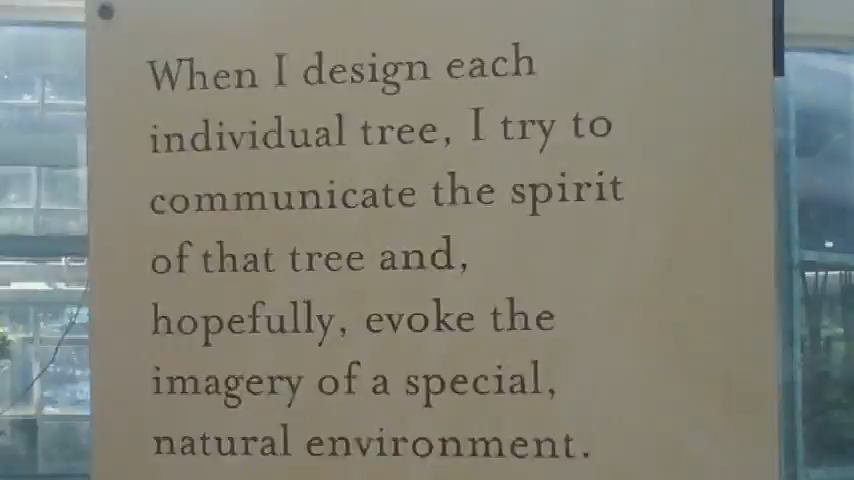 When I design each
individual tree, I try to
communicate the spirit
of that tree and,
hopefully, evoke the
imagery of a special,
natural environment.